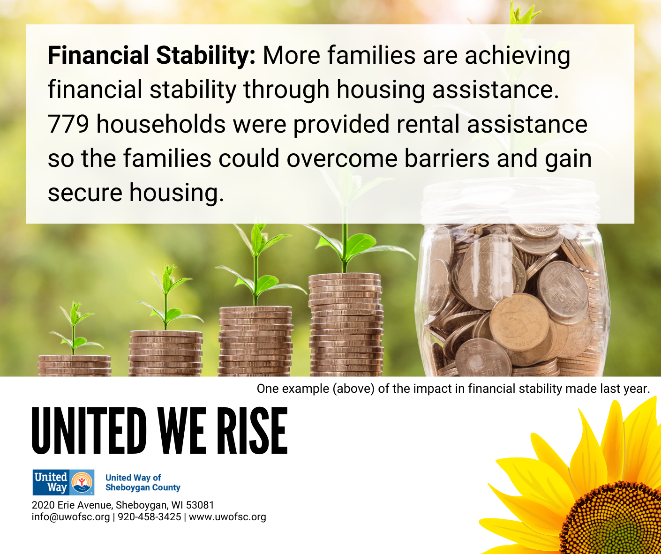 Financial Stability: More families are achieving
financial stability through housing assistance.
779 households were provided rental assistance
so the families could overcome barriers and gain
secure housing.
One example (above) of the impact in financial stability made last year.
UNITED WE RISE
United
Way
United Way of
Sheboygan County
2020 Erie Avenue, Sheboygan, WI 53081
info@uwofsc.org | 920-458-3425 | www.uwofsc.org